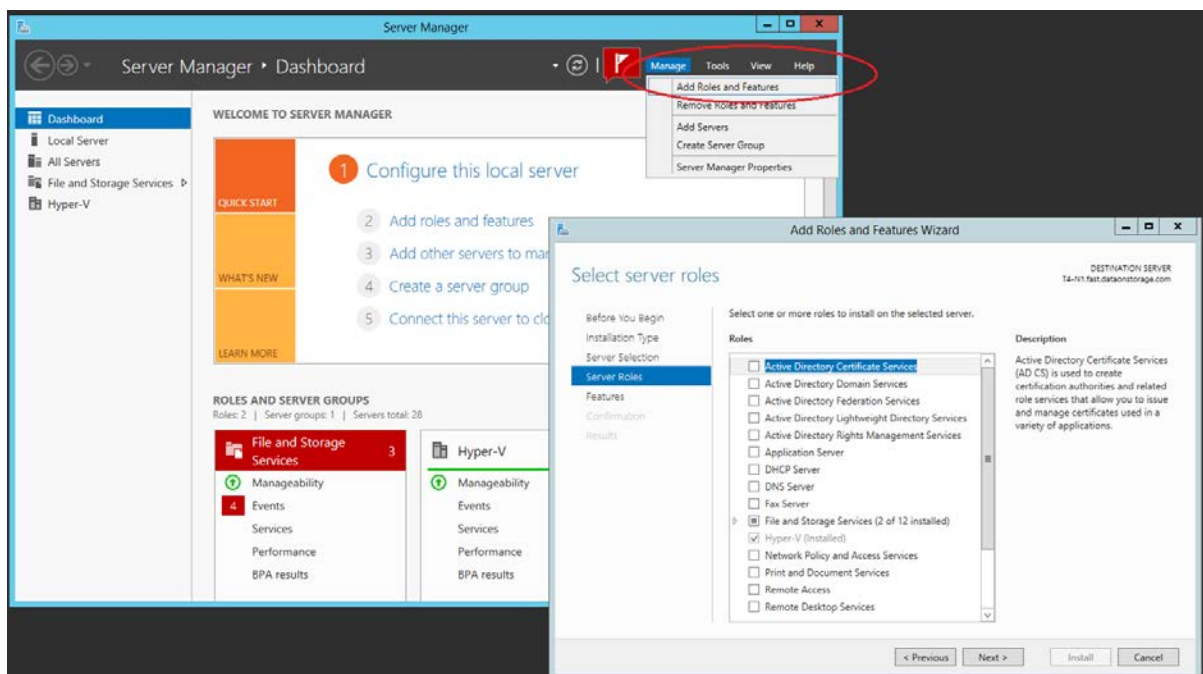 Server Manager
Server Manager • Dashboard
Manage Tools View Help
Add Roles and Features
Remove Roles and Features
Add Servers
Create Server Group
Server Manager Properties
Dashboard
Local Server
All Servers
File and Storage Services
Hyper-V
WELCOME TO SERVER MANAGER
QUICK START
WHAT'S NEW
LEARN MORE
1 Configure this local server
2 Add roles and features
3 Add other servers to mar
4 Create a server group
5 Connect this server to clo
ROLES AND SERVER GROUPS
Roles: 2 | Server groups: 1 | Servers total: 28
File and Storage
Services
3
Manageability
4 Events
Services
Performance
BPA results
Hyper-V
Manageability
Events
Services
Performance
BPA results
Add Roles and Features Wizard
Select server roles
DESTINATION SERVER
T4-N1.fast.dataonstorage.com
Before You Begin
Installation Type
Server Selection
Server Roles
Features
Confirmation
Results
Select one or more roles to install on the selected server.
Roles
Active Directory Certificate Services
Active Directory Domain Services
Active Directory Federation Services
Active Directory Lightweight Directory Services
Active Directory Rights Management Services
Application Server
DHCP Server
DNS Server
Fax Server
File and Storage Services (2 of 12 installed)
Hyper-V (Installed)
Network Policy and Access Services
Print and Document Services
Remote Access
Remote Desktop Services
Description
Active Directory Certificate Services
(AD CS) is used to create
certification authorities and related
role services that allow you to issue
and manage certificates used in a
variety of applications.
< Previous
Next >
Install
Cancel